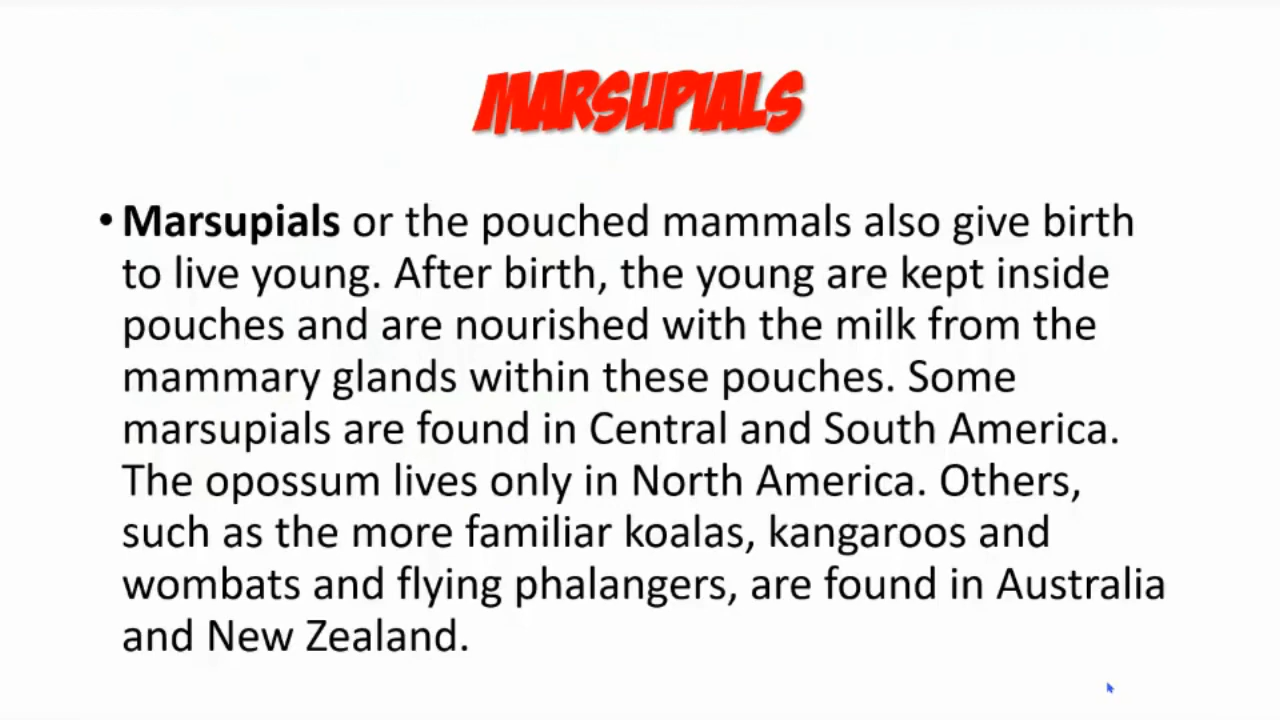 MARSUPIALS
• Marsupials or the pouched mammals also give birth
to live young. After birth, the young are kept inside
pouches and are nourished with the milk from the
mammary glands within these pouches. Some
marsupials are found in Central and South America.
The opossum lives only in North America. Others,
such as the more familiar koalas, kangaroos and
wombats and flying phalangers, are found in Australia
and New Zealand.